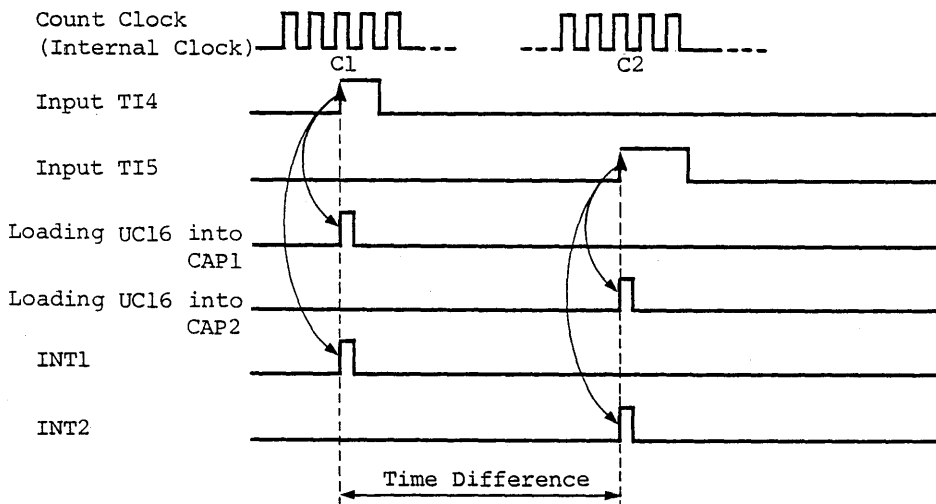 Count Clock
(Internal Clock)
C1
C2
Input TI4
Input TI5
Loading UC16 into
CAP1
Loading UC16 into
CAP2
INT1
INT2
Time Difference